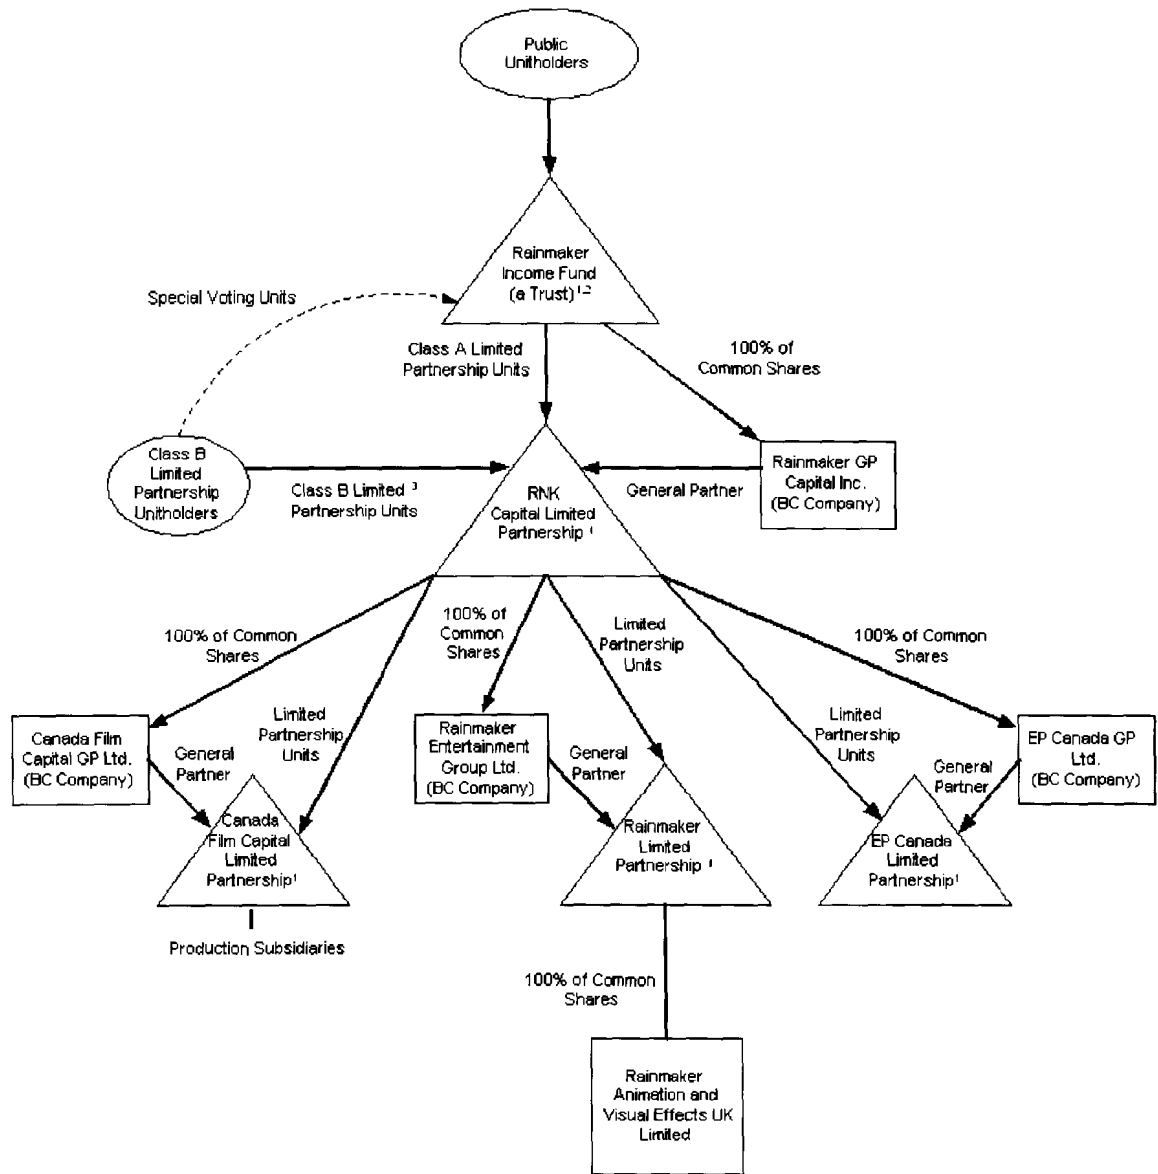 Public
Unitholders
Rainmaker
Income Fund
(a Trust)1,2
Special Voting Units
Class A Limited
Partnership Units
100% of
Common Shares
Class B
Limited
Partnership
Unitholders
Class B Limited 3
Partnership Units
RNK
Capital Limited
Partnership 1
General Partner
Rainmaker GP
Capital Inc.
(BC Company)
100% of Common
Shares
100% of
Common
Shares
Limited
Partnership
Units
100% of Common
Shares
Canada Film
Capital GP Ltd.
(BC Company)
General
Partner
Limited
Partnership
Units
Rainmaker
Entertainment
Group Ltd.
(BC Company)
General
Partner
Limited
Partnership
Units
EP Canada GP
Ltd.
(BC Company)
General
Partner
Canada
Film Capital
Limited
Partnership1
Rainmaker
Limited
Partnership 1
EP Canada
Limited
Partnership1
Production Subsidiaries
100% of Common
Shares
Rainmaker
Animation and
Visual Effects UK
Limited